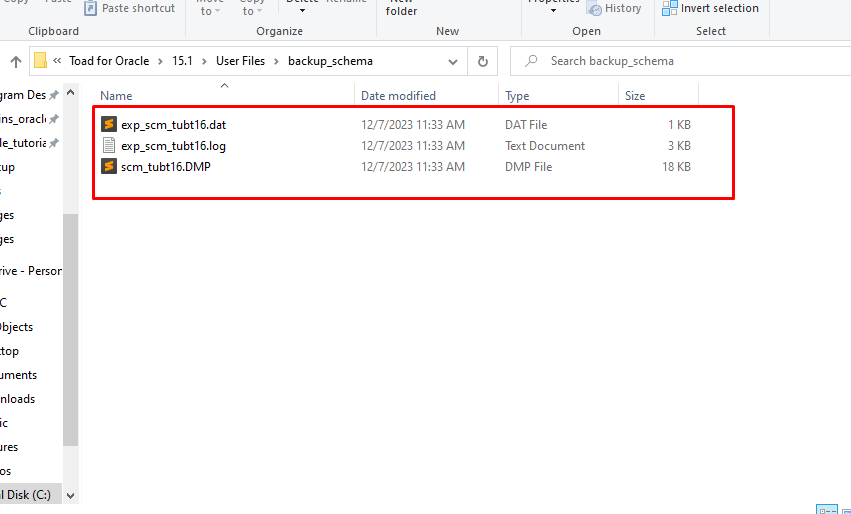 Copy Paste Paste shortcut Move to Copy to Delete Rename New folder Properties History Open Invert selection
Clipboard Organize New Open Select
« Toad for Oracle > 15.1 > User Files > backup_schema Search backup_schema
Name Date modified Type Size
exp_scm_tubt16.dat 12/7/2023 11:33 AM DAT File 1 KB
exp_scm_tubt16.log 12/7/2023 11:33 AM Text Document 3 KB
scm_tubt16.DMP 12/7/2023 11:33 AM DMP File 18 KB
gram Des
ins_oracle
le_tutoria
tup
ges
ges
rive - Person
C
Objects
ktop
uments
nloads
ic
ures
os
l Disk (C:)